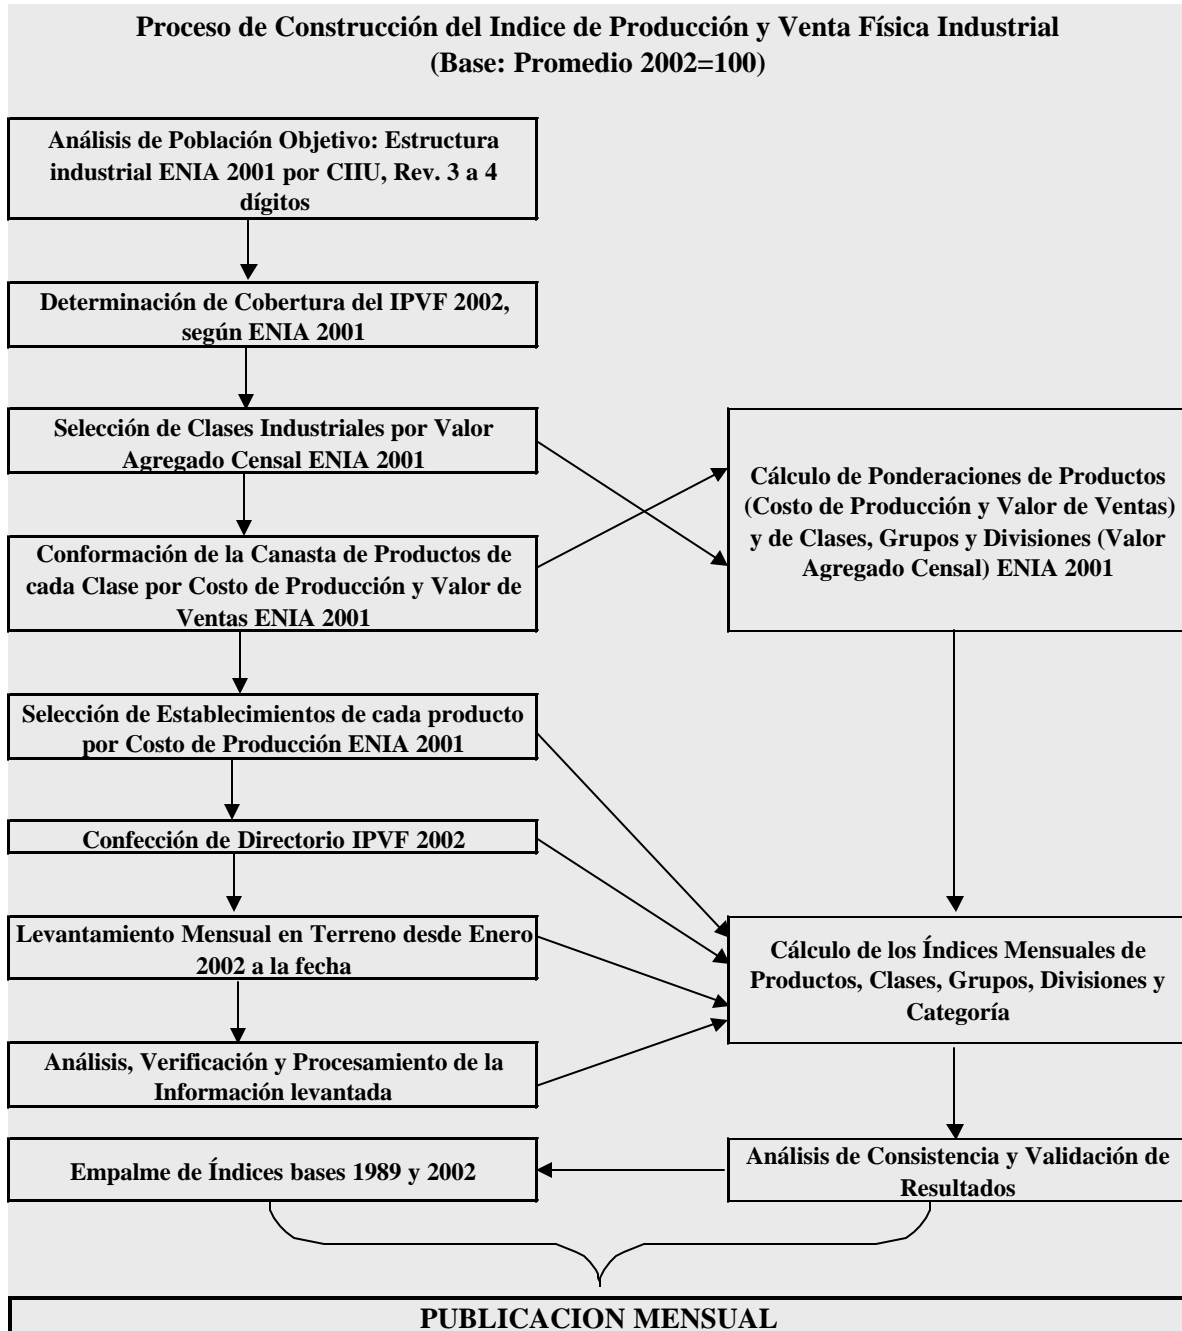 Proceso de Construcción del Indice de Producción y Venta Física Industrial
(Base: Promedio 2002=100)
Análisis de Población Objetivo: Estructura
industrial ENIA 2001 por CIIU, Rev. 3 a 4
dígitos
Determinación de Cobertura del IPVF 2002,
según ENIA 2001
Selección de Clases Industriales por Valor
Agregado Censal ENIA 2001
Conformación de la Canasta de Productos de
cada Clase por Costo de Producción y Valor de
Ventas ENIA 2001
Cálculo de Ponderaciones de Productos
(Costo de Producción y Valor de Ventas)
y de Clases, Grupos y Divisiones (Valor
Agregado Censal) ENIA 2001
Selección de Establecimientos de cada producto
por Costo de Producción ENIA 2001
Confección de Directorio IPVF 2002
Levantamiento Mensual en Terreno desde Enero
2002 a la fecha
Análisis, Verificación y Procesamiento de la
Información levantada
Cálculo de los Índices Mensuales de
Productos, Clases, Grupos, Divisiones y
Categoría
Empalme de Índices bases 1989 y 2002
Análisis de Consistencia y Validación de
Resultados
PUBLICACION MENSUAL